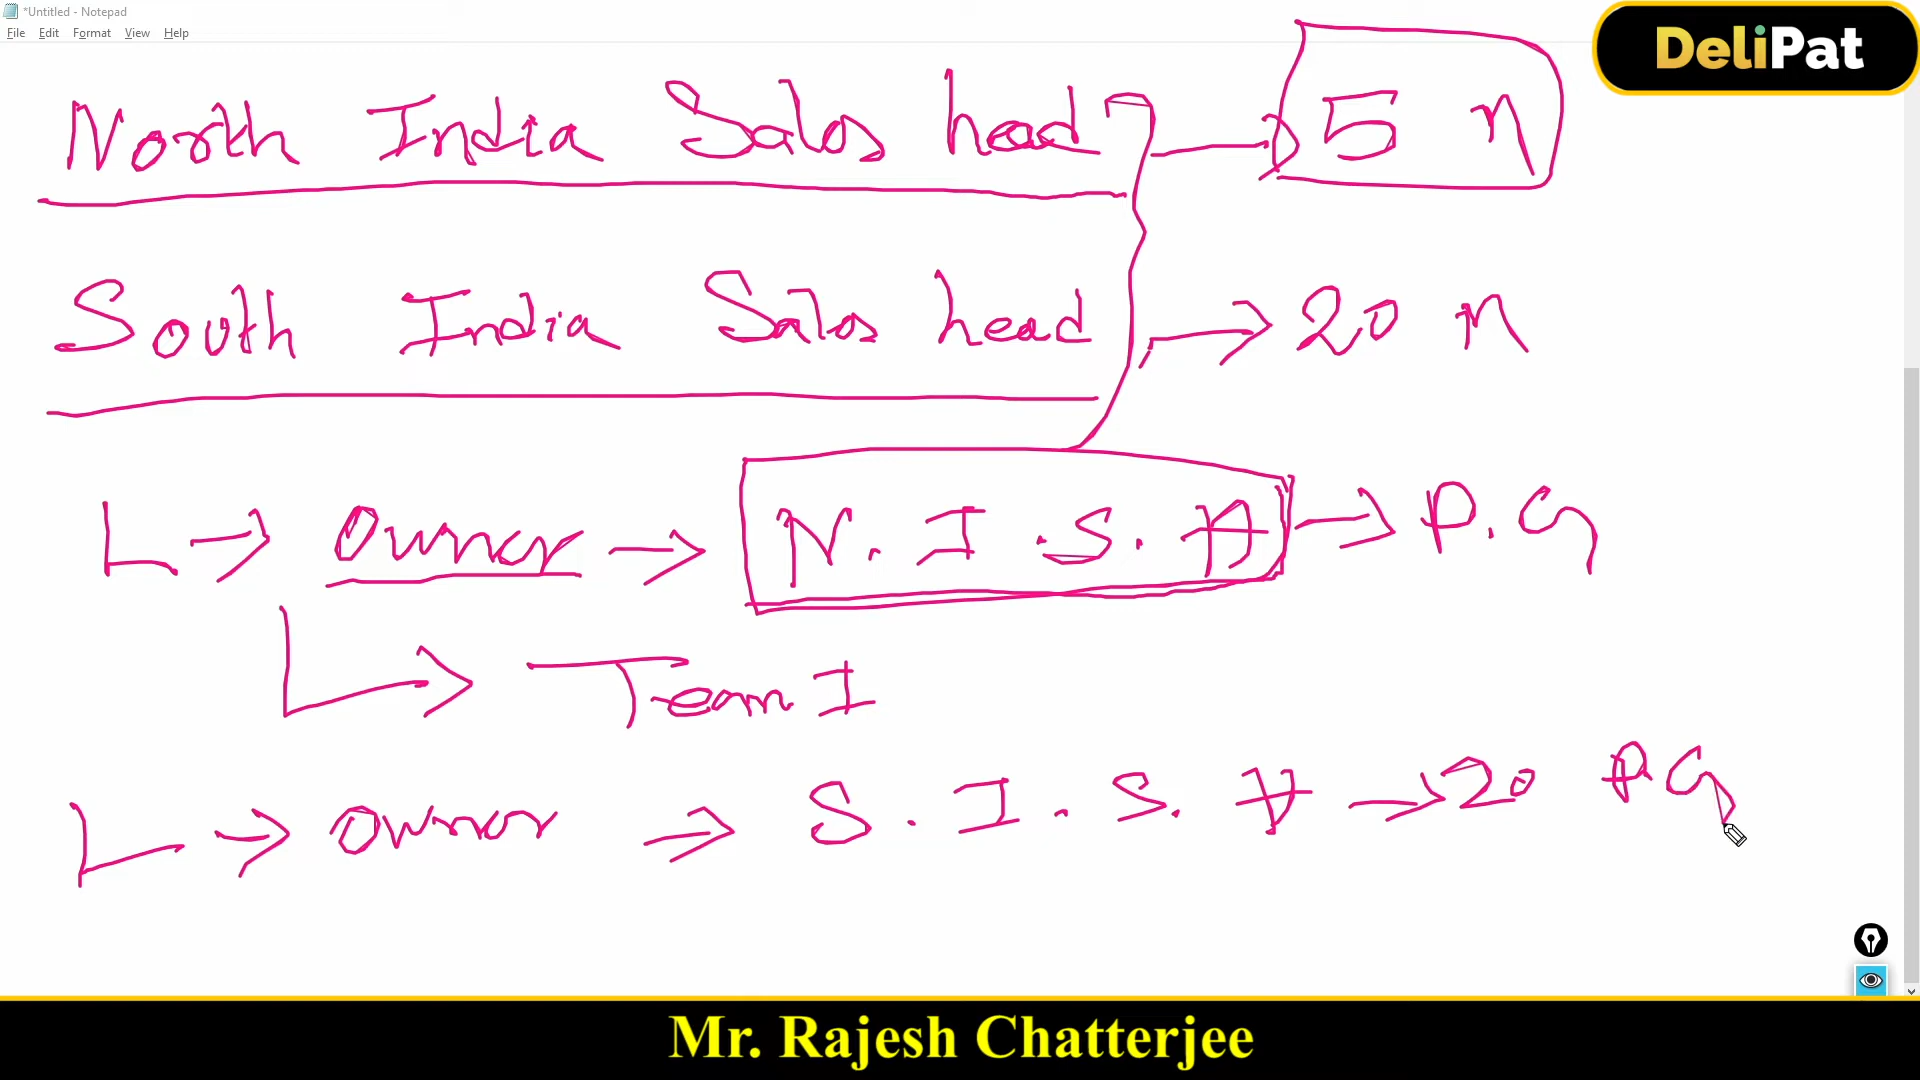 *Untitled - Notepad
File Edit Format View Help
DeliPat
North India Sales head → 5 n
South India Sales head → 20 n
L → Owner → N. I. S. H → P. G
L → Team I
L → Owner → S. I. S. H → 20 P G
Mr. Rajesh Chatterjee